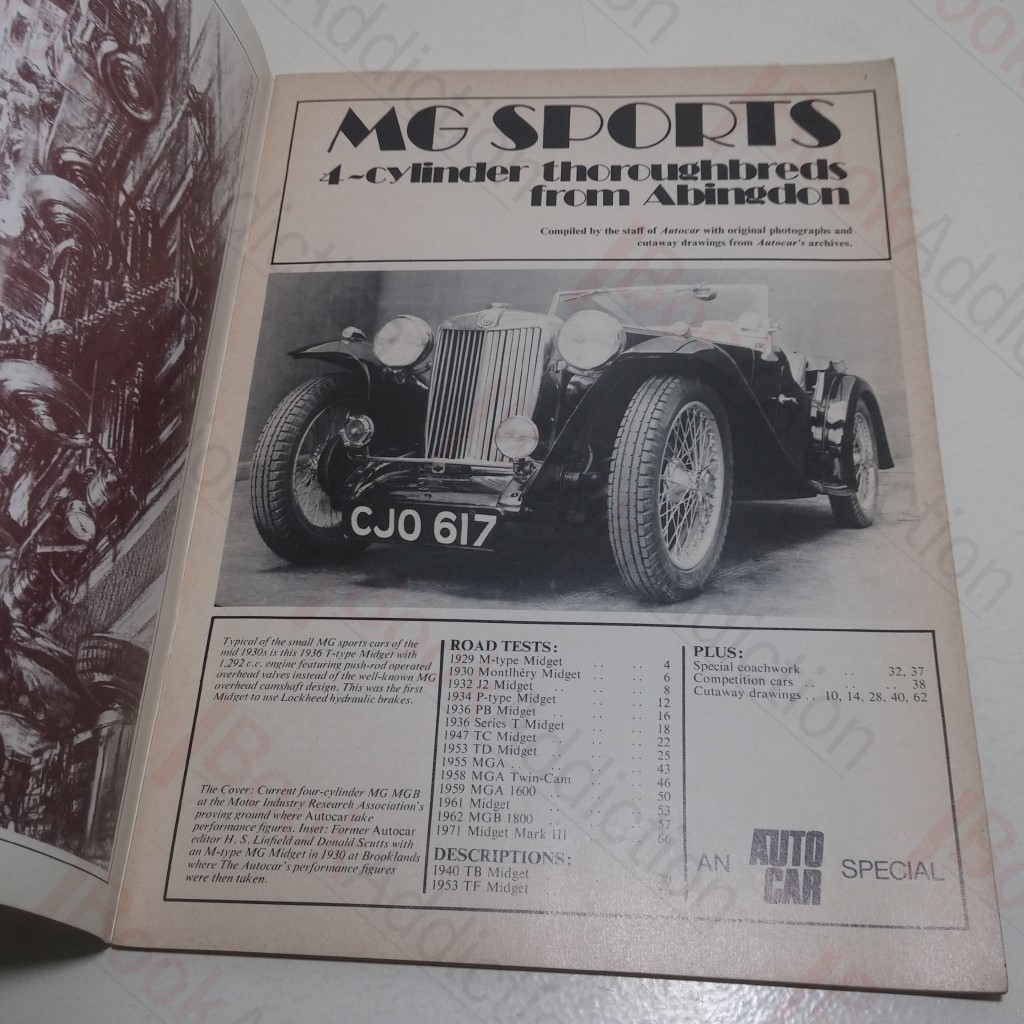 MG SPORTS
4-cylinder thoroughbreds
from Abingdon
Compiled by the staff of Autocar with original photographs and
cutaway drawings from Autocar's archives.
MG
CJO 617
Typical of the small MG sports cars of the
mid 1930s is this 1936 T-type Midget with
1,292 c.c. engine featuring push-rod operated
overhead valves instead of the well-known MG
overhead camshaft design. This was the first
Midget to use Lockheed hydraulic brakes.
The Cover: Current four-cylinder MG MGB
at the Motor Industry Research Association's
proving ground where Autocar take
performance figures. Inset: Former Autocar
editor H. S. Linfield and Donald Scutts with
an M-type MG Midget in 1930 at Brooklands
where The Autocar's performance figures
were then taken.
ROAD TESTS:
1929 M-type Midget .. .. 4
1930 Montlhéry Midget .. .. 6
1932 J2 Midget .. .. 8
1934 P-type Midget .. .. 12
1936 PB Midget .. .. 16
1936 Series T Midget .. .. 18
1947 TC Midget .. .. 22
1953 TD Midget .. .. 25
1955 MGA .. .. .. 43
1958 MGA Twin-Cam .. .. 46
1959 MGA 1600 .. .. 50
1961 Midget .. .. 53
1962 MGB 1800 .. .. 57
1971 Midget Mark III .. .. 66
DESCRIPTIONS:
1940 TB Midget .. .. 20
1953 TF Midget .. ..
PLUS:
Special coachwork .. 32, 37
Competition cars .. .. .. 38
Cutaway drawings .. 10, 14, 28, 40, 62
AN AUTOCAR SPECIAL
Book Addiction